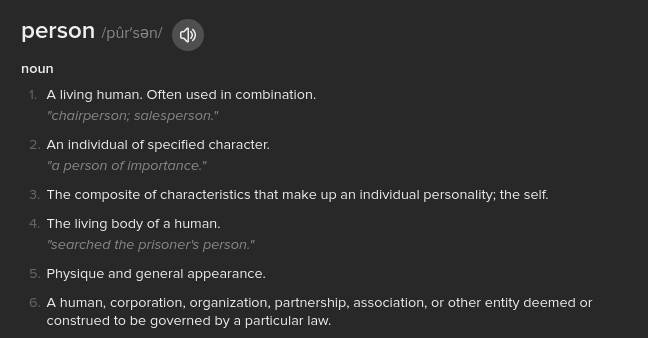 person /pûr′sən/
noun
1. A living human. Often used in combination.
"chairperson; salesperson."
2. An individual of specified character.
"a person of importance."
3. The composite of characteristics that make up an individual personality; the self.
4. The living body of a human.
"searched the prisoner's person."
5. Physique and general appearance.
6. A human, corporation, organization, partnership, association, or other entity deemed or
construed to be governed by a particular law.